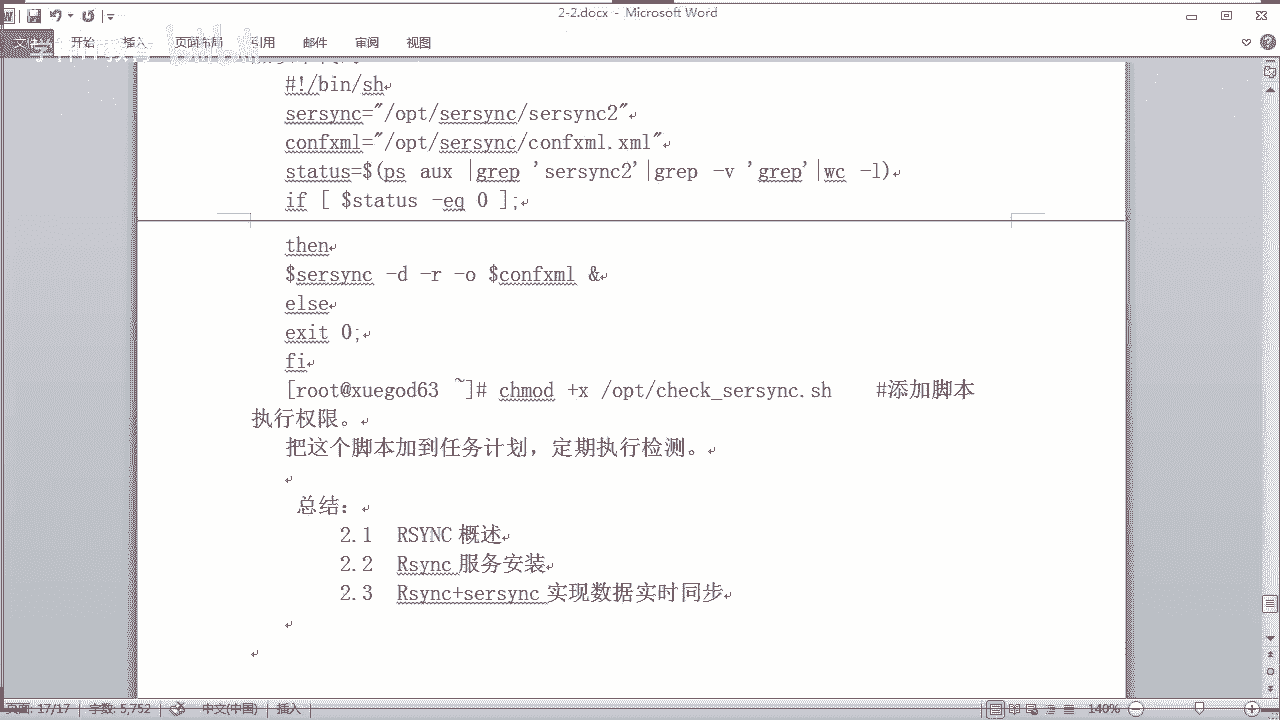 2-2.docx - Microsoft Word
开始 插入 页面布局 引用 邮件 审阅 视图
#!/bin/sh
sersync="/opt/sersync/sersync2"
confxml="/opt/sersync/confxml.xml"
status=$(ps aux |grep 'sersync2'|grep -v 'grep'|wc -l)
if [ $status -eq 0 ];
then
$sersync -d -r -o $confxml &
else
exit 0;
fi
[root@xuegod63 ~]# chmod +x /opt/check_sersync.sh #添加脚本
执行权限。
把这个脚本加到任务计划，定期执行检测。
总结：
2.1 RSYNC 概述
2.2 Rsync 服务安装
2.3 Rsync+sersync 实现数据实时同步
页面: 17/17 字数: 5,752 中文(中国) 插入 140%